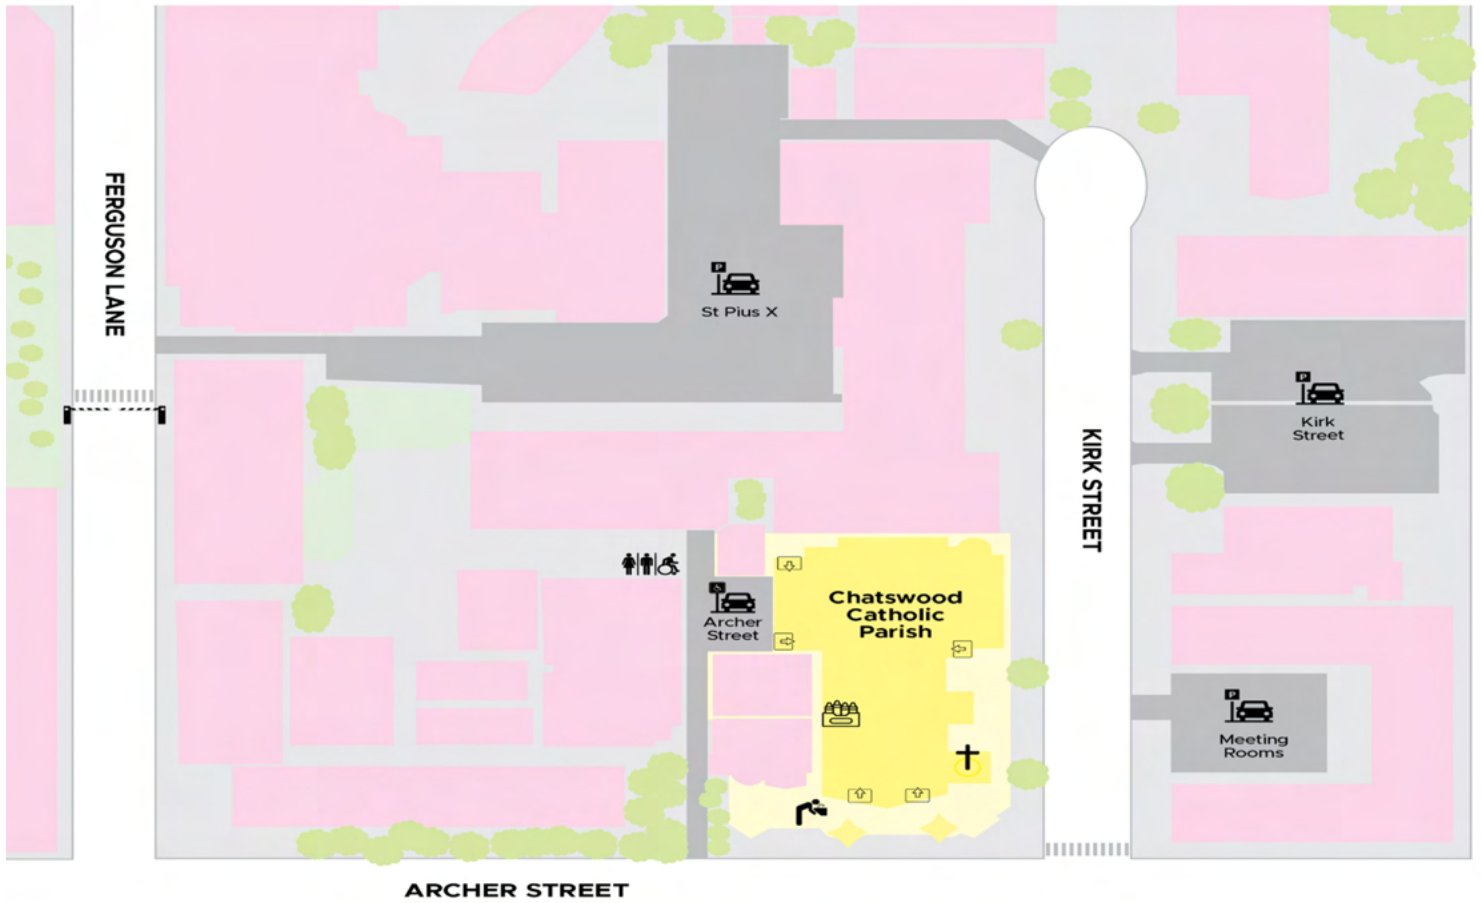 FERGUSON LANE
P
St Pius X
P
Kirk
Street
KIRK STREET
Archer
Street
Chatswood
Catholic
Parish
P
Meeting
Rooms
ARCHER STREET